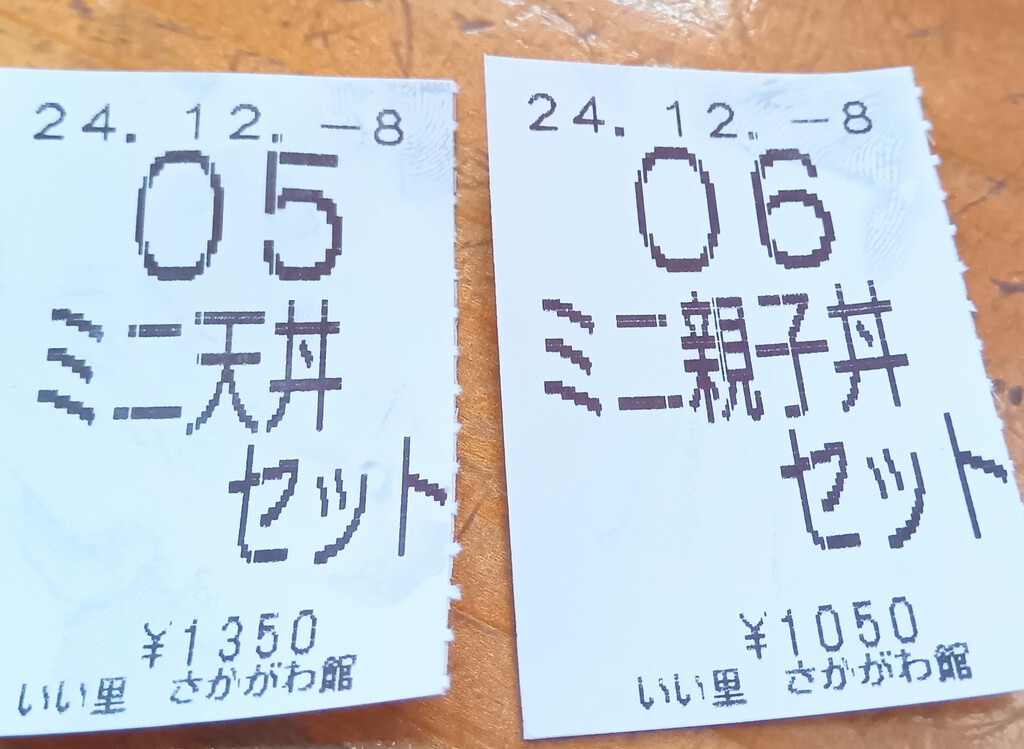 24.12.-8
05
ミニ天丼
セット
¥1350
いい里 さかがわ館
24.12.-8
06
ミニ親子丼
セット
¥1050
いい里 さかがわ館